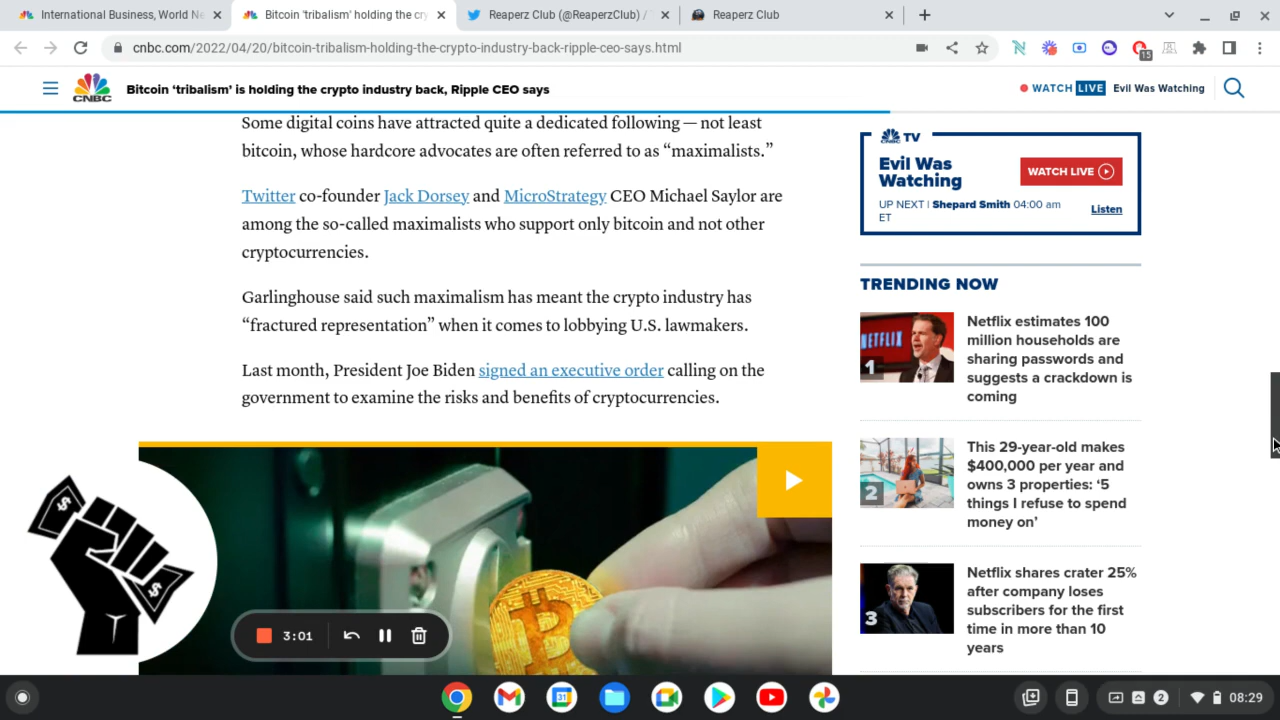 International Business, World Ne
Bitcoin 'tribalism' holding the cry
Reaperz Club (@ReaperzClub) /
Reaperz Club
cnbc.com/2022/04/20/bitcoin-tribalism-holding-the-crypto-industry-back-ripple-ceo-says.html
15
CNBC
Bitcoin ‘tribalism’ is holding the crypto industry back, Ripple CEO says
WATCH LIVE
Evil Was Watching
Some digital coins have attracted quite a dedicated following — not least
bitcoin, whose hardcore advocates are often referred to as “maximalists.”
Twitter co-founder Jack Dorsey and MicroStrategy CEO Michael Saylor are
among the so-called maximalists who support only bitcoin and not other
cryptocurrencies.
Garlinghouse said such maximalism has meant the crypto industry has
“fractured representation” when it comes to lobbying U.S. lawmakers.
Last month, President Joe Biden signed an executive order calling on the
government to examine the risks and benefits of cryptocurrencies.
$
$
B
3:01
CNBC TV
Evil Was
Watching
WATCH LIVE
UP NEXT | Shepard Smith 04:00 am
ET
Listen
TRENDING NOW
NETFLIX
1
Netflix estimates 100
million households are
sharing passwords and
suggests a crackdown is
coming
2
This 29-year-old makes
$400,000 per year and
owns 3 properties: ‘5
things I refuse to spend
money on’
3
Netflix shares crater 25%
after company loses
subscribers for the first
time in more than 10
years
31
2
08:29